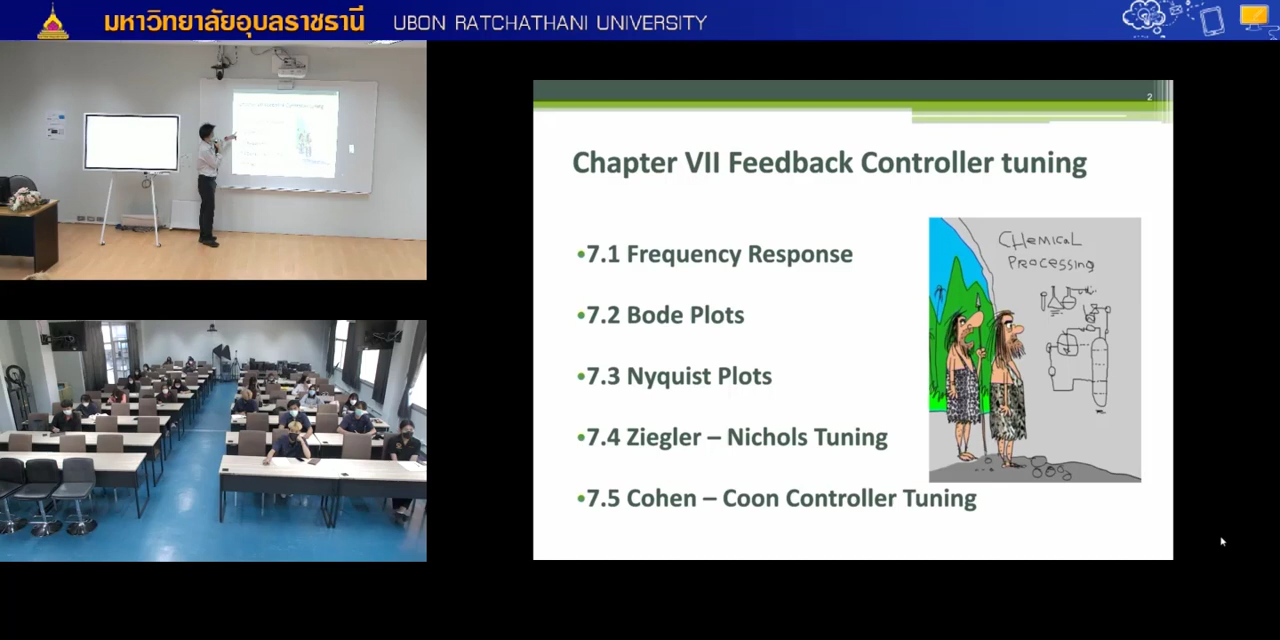 มหาวิทยาลัยอุบลราชธานี UBON RATCHATHANI UNIVERSITY
2
Chapter VII Feedback Controller tuning
•7.1 Frequency Response
•7.2 Bode Plots
•7.3 Nyquist Plots
•7.4 Ziegler – Nichols Tuning
•7.5 Cohen – Coon Controller Tuning
CHEMICAL
PROCESSING